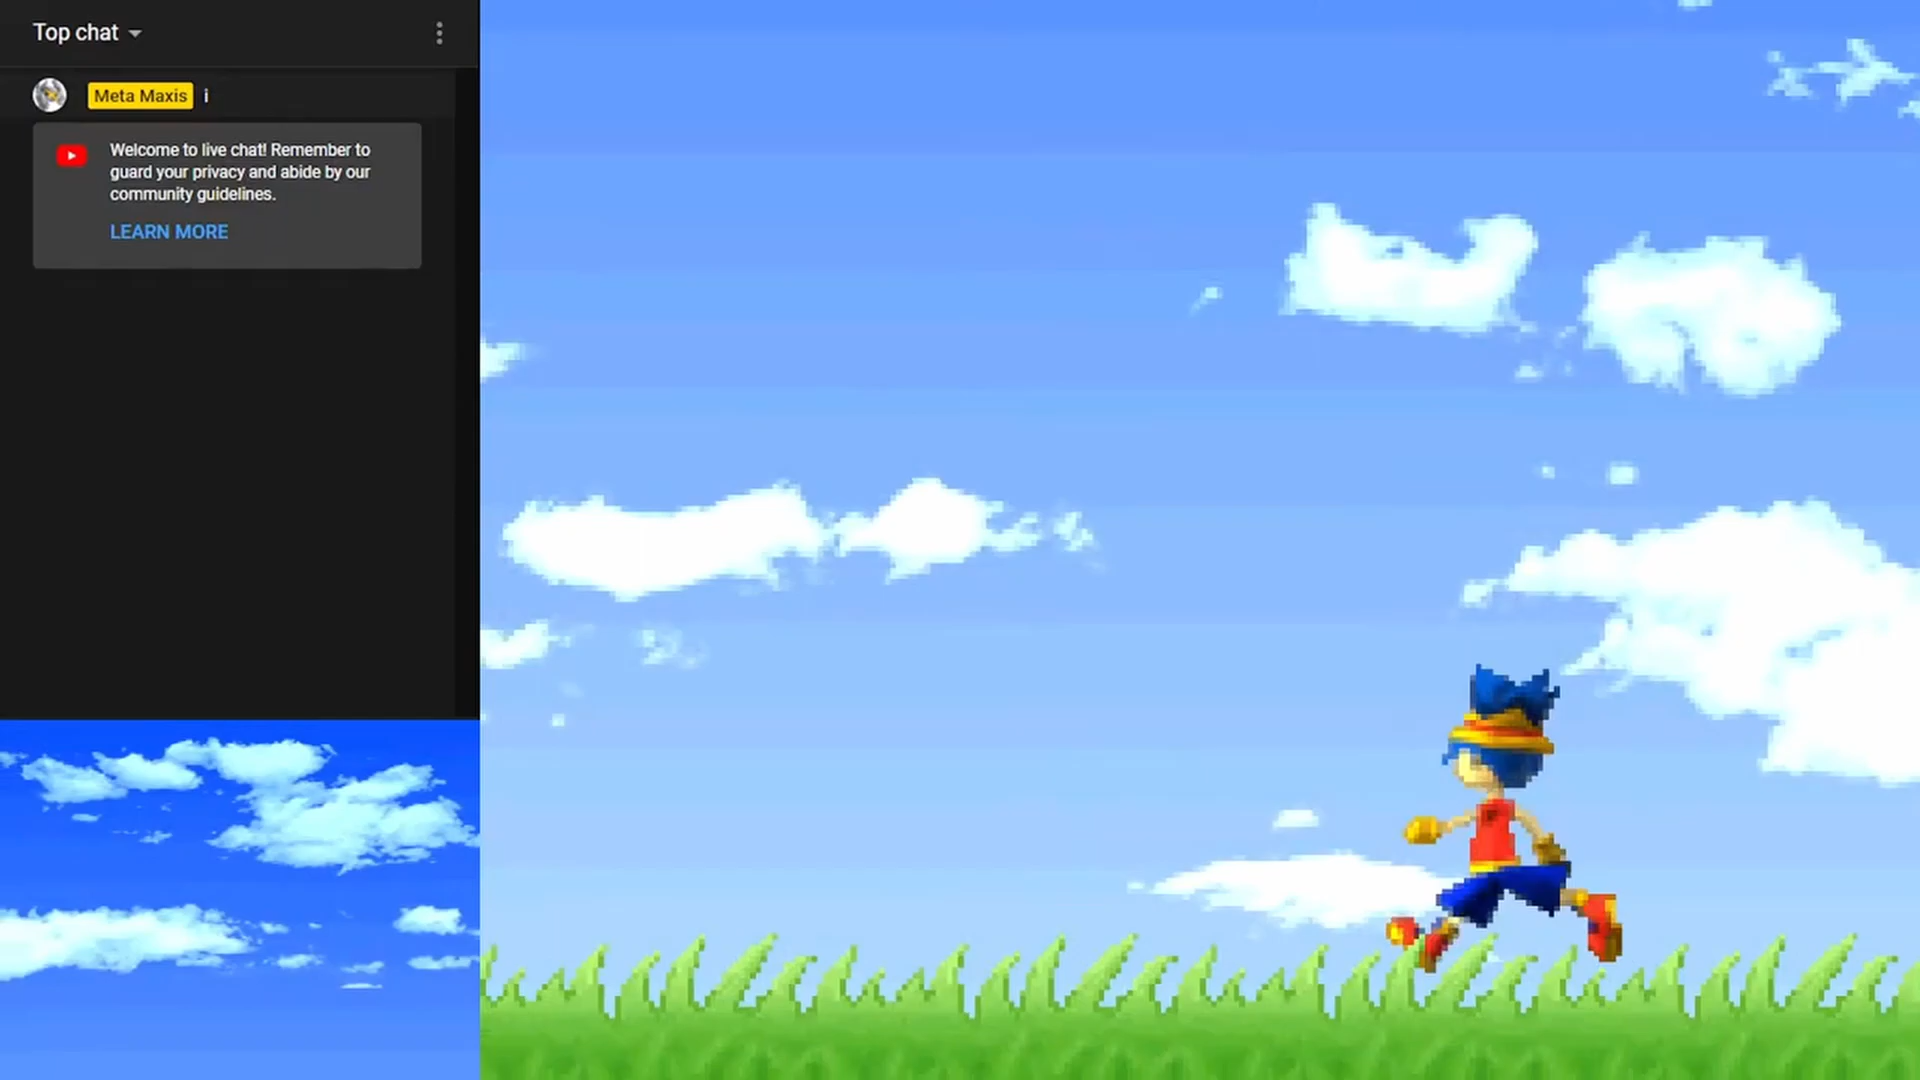 Top chat
Meta Maxis i
Welcome to live chat! Remember to
guard your privacy and abide by our
community guidelines.
LEARN MORE